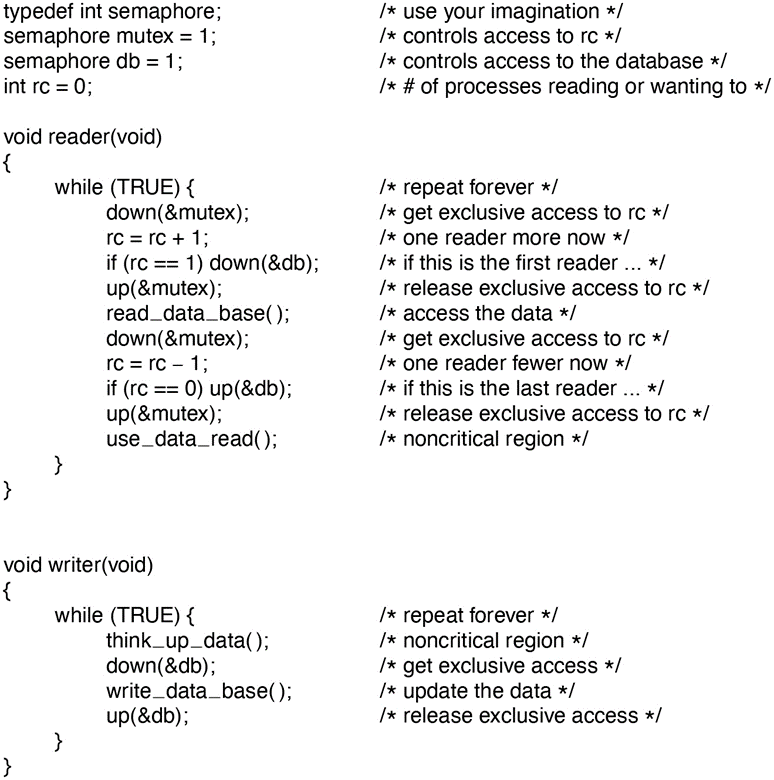 typedef int semaphore; /* use your imagination */
semaphore mutex = 1; /* controls access to rc */
semaphore db = 1; /* controls access to the database */
int rc = 0; /* # of processes reading or wanting to */
void reader(void)
{
while (TRUE) { /* repeat forever */
down(&mutex); /* get exclusive access to rc */
rc = rc + 1; /* one reader more now */
if (rc == 1) down(&db); /* if this is the first reader ... */
up(&mutex); /* release exclusive access to rc */
read_data_base( ); /* access the data */
down(&mutex); /* get exclusive access to rc */
rc = rc − 1; /* one reader fewer now */
if (rc == 0) up(&db); /* if this is the last reader ... */
up(&mutex); /* release exclusive access to rc */
use_data_read( ); /* noncritical region */
}
}
void writer(void)
{
while (TRUE) { /* repeat forever */
think_up_data( ); /* noncritical region */
down(&db); /* get exclusive access */
write_data_base( ); /* update the data */
up(&db); /* release exclusive access */
}
}